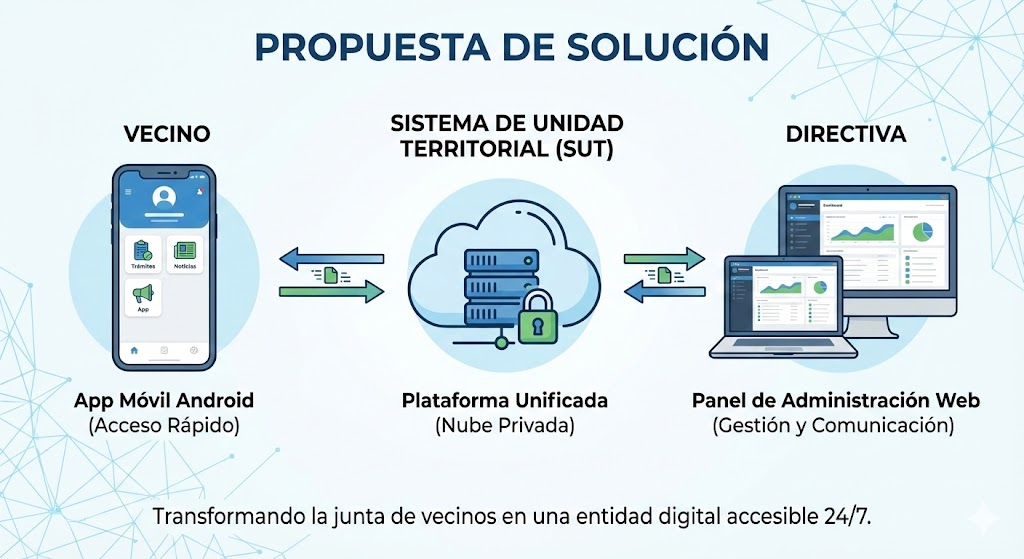 PROPUESTA DE SOLUCIÓN
VECINO
SISTEMA DE UNIDAD
TERRITORIAL (SUT)
DIRECTIVA
Trámites
Noticias
App
Dashboard
App Móvil Android
(Acceso Rápido)
Plataforma Unificada
(Nube Privada)
Panel de Administración Web
(Gestión y Comunicación)
Transformando la junta de vecinos en una entidad digital accesible 24/7.